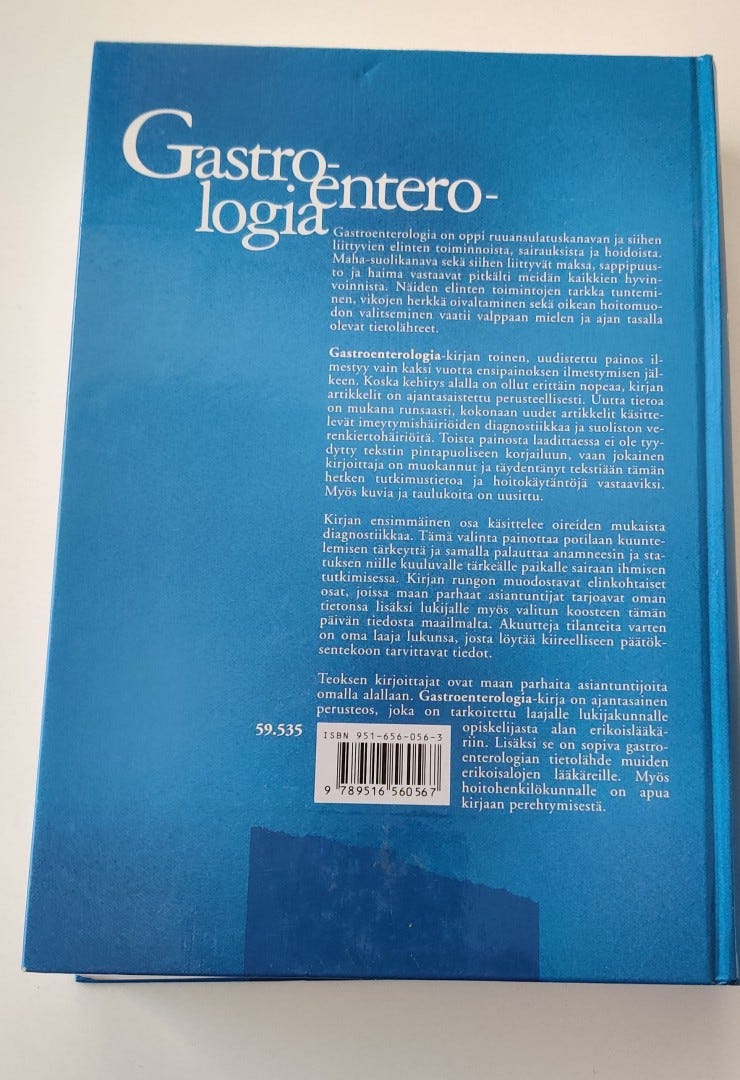 Gastro-
entero-
logia
Gastroenterologia on oppi ruuansulatuskanavan ja siihen
liittyvien elinten toiminnoista, sairauksista ja hoidoista.
Maha-suolikanava sekä siihen liittyvät maksa, sappipuus-
to ja haima vastaavat pitkälti meidän kaikkien hyvin-
voinnista. Näiden elinten toimintojen tarkka tuntemi-
nen, vikojen herkkä oivaltaminen sekä oikean hoitomuo-
don valitseminen vaatii valppaan mielen ja ajan tasalla
olevat tietolähteet.
Gastroenterologia-kirjan toinen, uudistettu painos il-
mestyy vain kaksi vuotta ensipainoksen ilmestymisen jäl-
keen. Koska kehitys alalla on ollut erittäin nopeaa, kirjan
artikkelit on ajantasaistettu perusteellisesti. Uutta tietoa
on mukana runsaasti, kokonaan uudet artikkelit käsitte-
levät imeytymishäiriöiden diagnostiikkaa ja suoliston ve-
renkiertohäiriöitä. Toista painosta laadittaessa ei ole tyy-
dytty tekstin pintapuoliseen korjailuun, vaan jokainen
kirjoittaja on muokannut ja täydentänyt tekstiään tämän
hetken tutkimustietoa ja hoitokäytäntöjä vastaaviksi.
Myös kuvia ja taulukoita on uusittu.
Kirjan ensimmäinen osa käsittelee oireiden mukaista
diagnostiikkaa. Tämä valinta painottaa potilaan kuunte-
lemisen tärkeyttä ja samalla palauttaa anamneesin ja sta-
tuksen niille kuuluvalle tärkeälle paikalle sairaan ihmisen
tutkimisessa. Kirjan rungon muodostavat elinkohtaiset
osat, joissa maan parhaat asiantuntijat tarjoavat oman
tietonsa lisäksi lukijalle myös valitun koosteen tämän
päivän tiedosta maailmalta. Akuutteja tilanteita varten
on oma laaja lukunsa, josta löytää kiireelliseen päätök-
sentekoon tarvittavat tiedot.
Teoksen kirjoittajat ovat maan parhaita asiantuntijoita
omalla alallaan. Gastroenterologia-kirja on ajantasainen
perusteos, joka on tarkoitettu laajalle lukijakunnalle
opiskelijasta alan erikoislääkä-
riin. Lisäksi se on sopiva gastro-
enterologian tietolähde muiden
erikoisalojen lääkäreille. Myös
hoitohenkilökunnalle on apua
kirjaan perehtymisestä.
59.535
ISBN 951-656-056-3
9 789516 560567